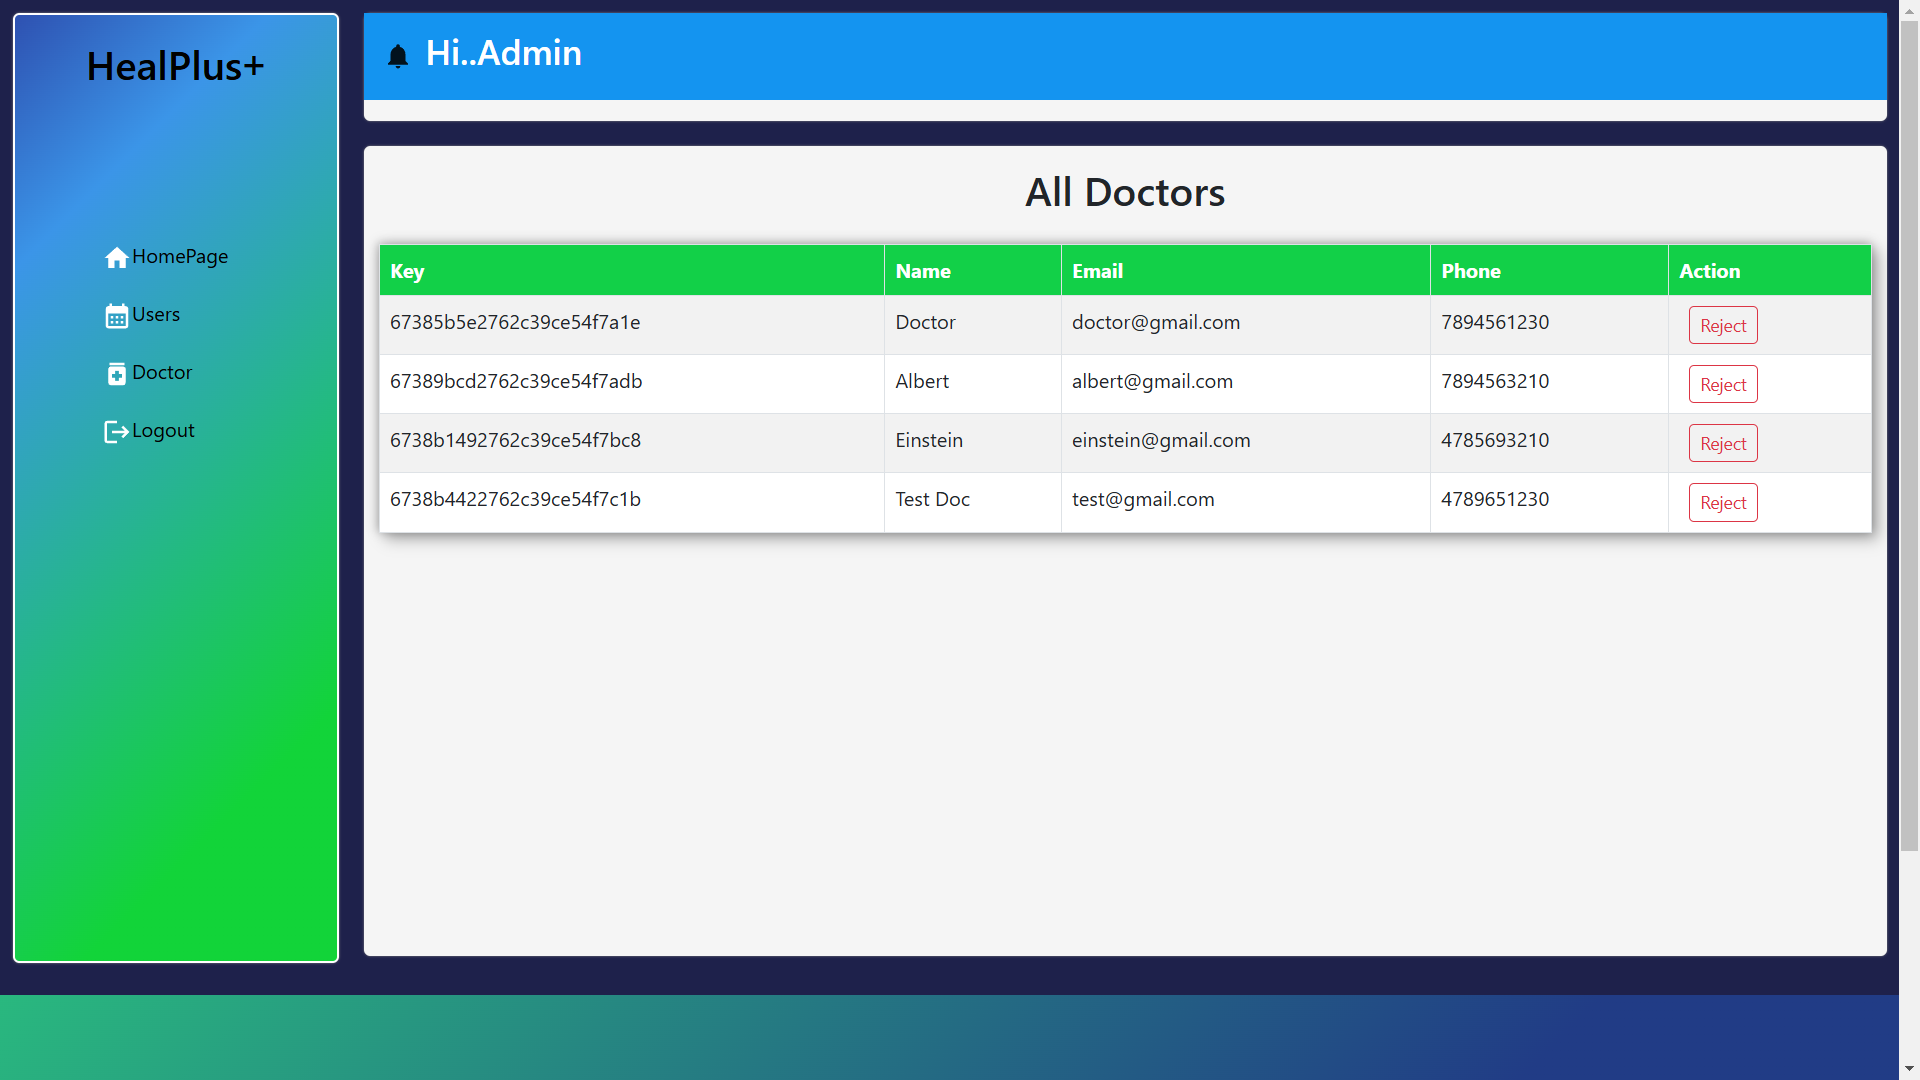 HealPlus+
HomePage
Users
Doctor
Logout
Hi..Admin
All Doctors
Key Name Email Phone Action
67385b5e2762c39ce54f7a1e Doctor doctor@gmail.com 7894561230 Reject
67389bcd2762c39ce54f7adb Albert albert@gmail.com 7894563210 Reject
6738b1492762c39ce54f7bc8 Einstein einstein@gmail.com 4785693210 Reject
6738b4422762c39ce54f7c1b Test Doc test@gmail.com 4789651230 Reject